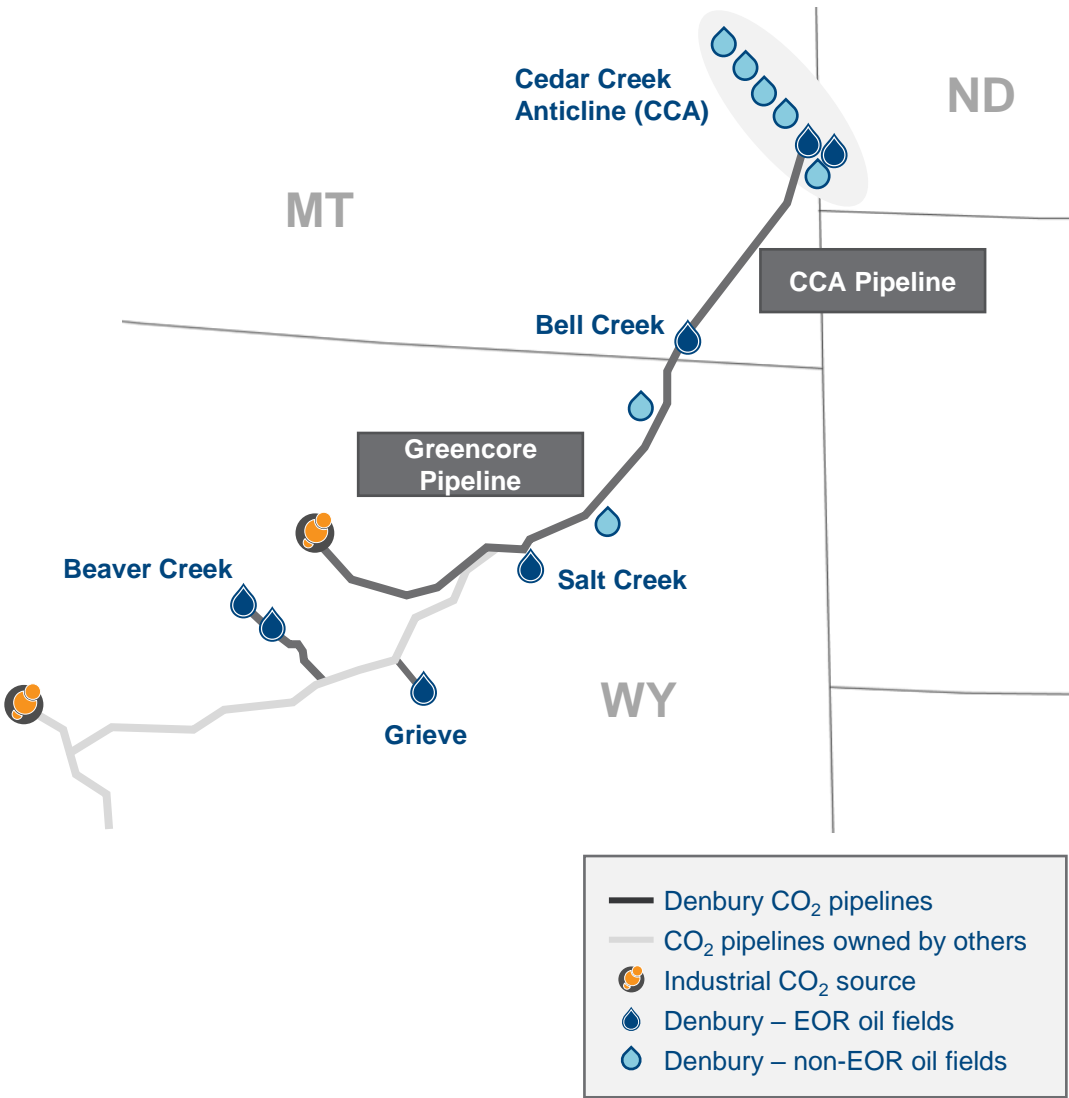 Cedar Creek
Anticline (CCA)
ND
MT
CCA Pipeline
Bell Creek
Greencore
Pipeline
Beaver Creek
Salt Creek
WY
Grieve
Denbury CO₂ pipelines
CO₂ pipelines owned by others
Industrial CO₂ source
Denbury – EOR oil fields
Denbury – non-EOR oil fields